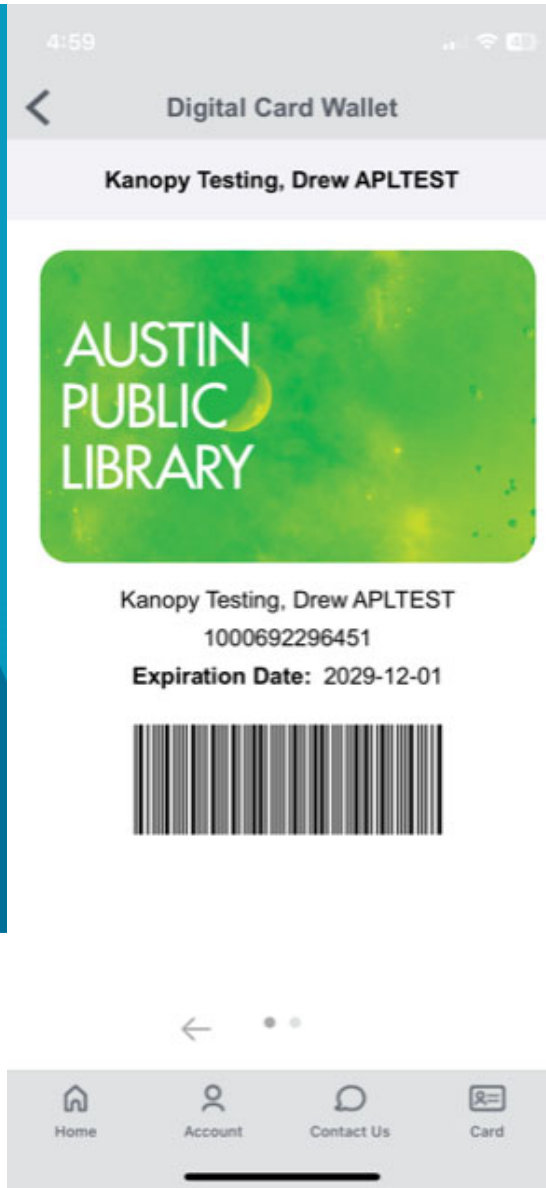 4:59
Digital Card Wallet
Kanopy Testing, Drew APLTEST
AUSTIN
PUBLIC
LIBRARY
Kanopy Testing, Drew APLTEST
1000692296451
Expiration Date: 2029-12-01
Home Account Contact Us Card